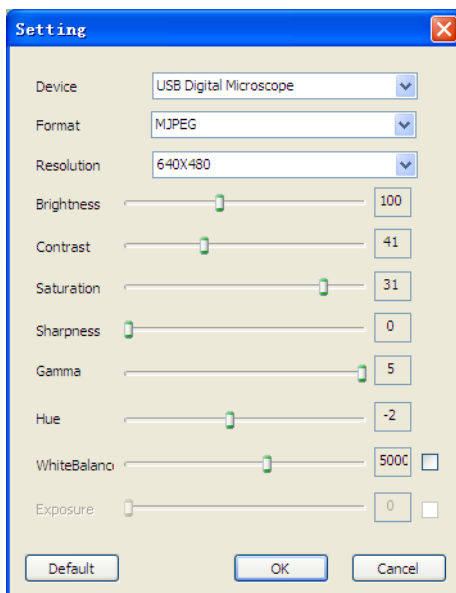 Setting
Device USB Digital Microscope
Format MJPEG
Resolution 640X480
Brightness 100
Contrast 41
Saturation 31
Sharpness 0
Gamma 5
Hue -2
WhiteBalanc 5000
Exposure 0
Default OK Cancel